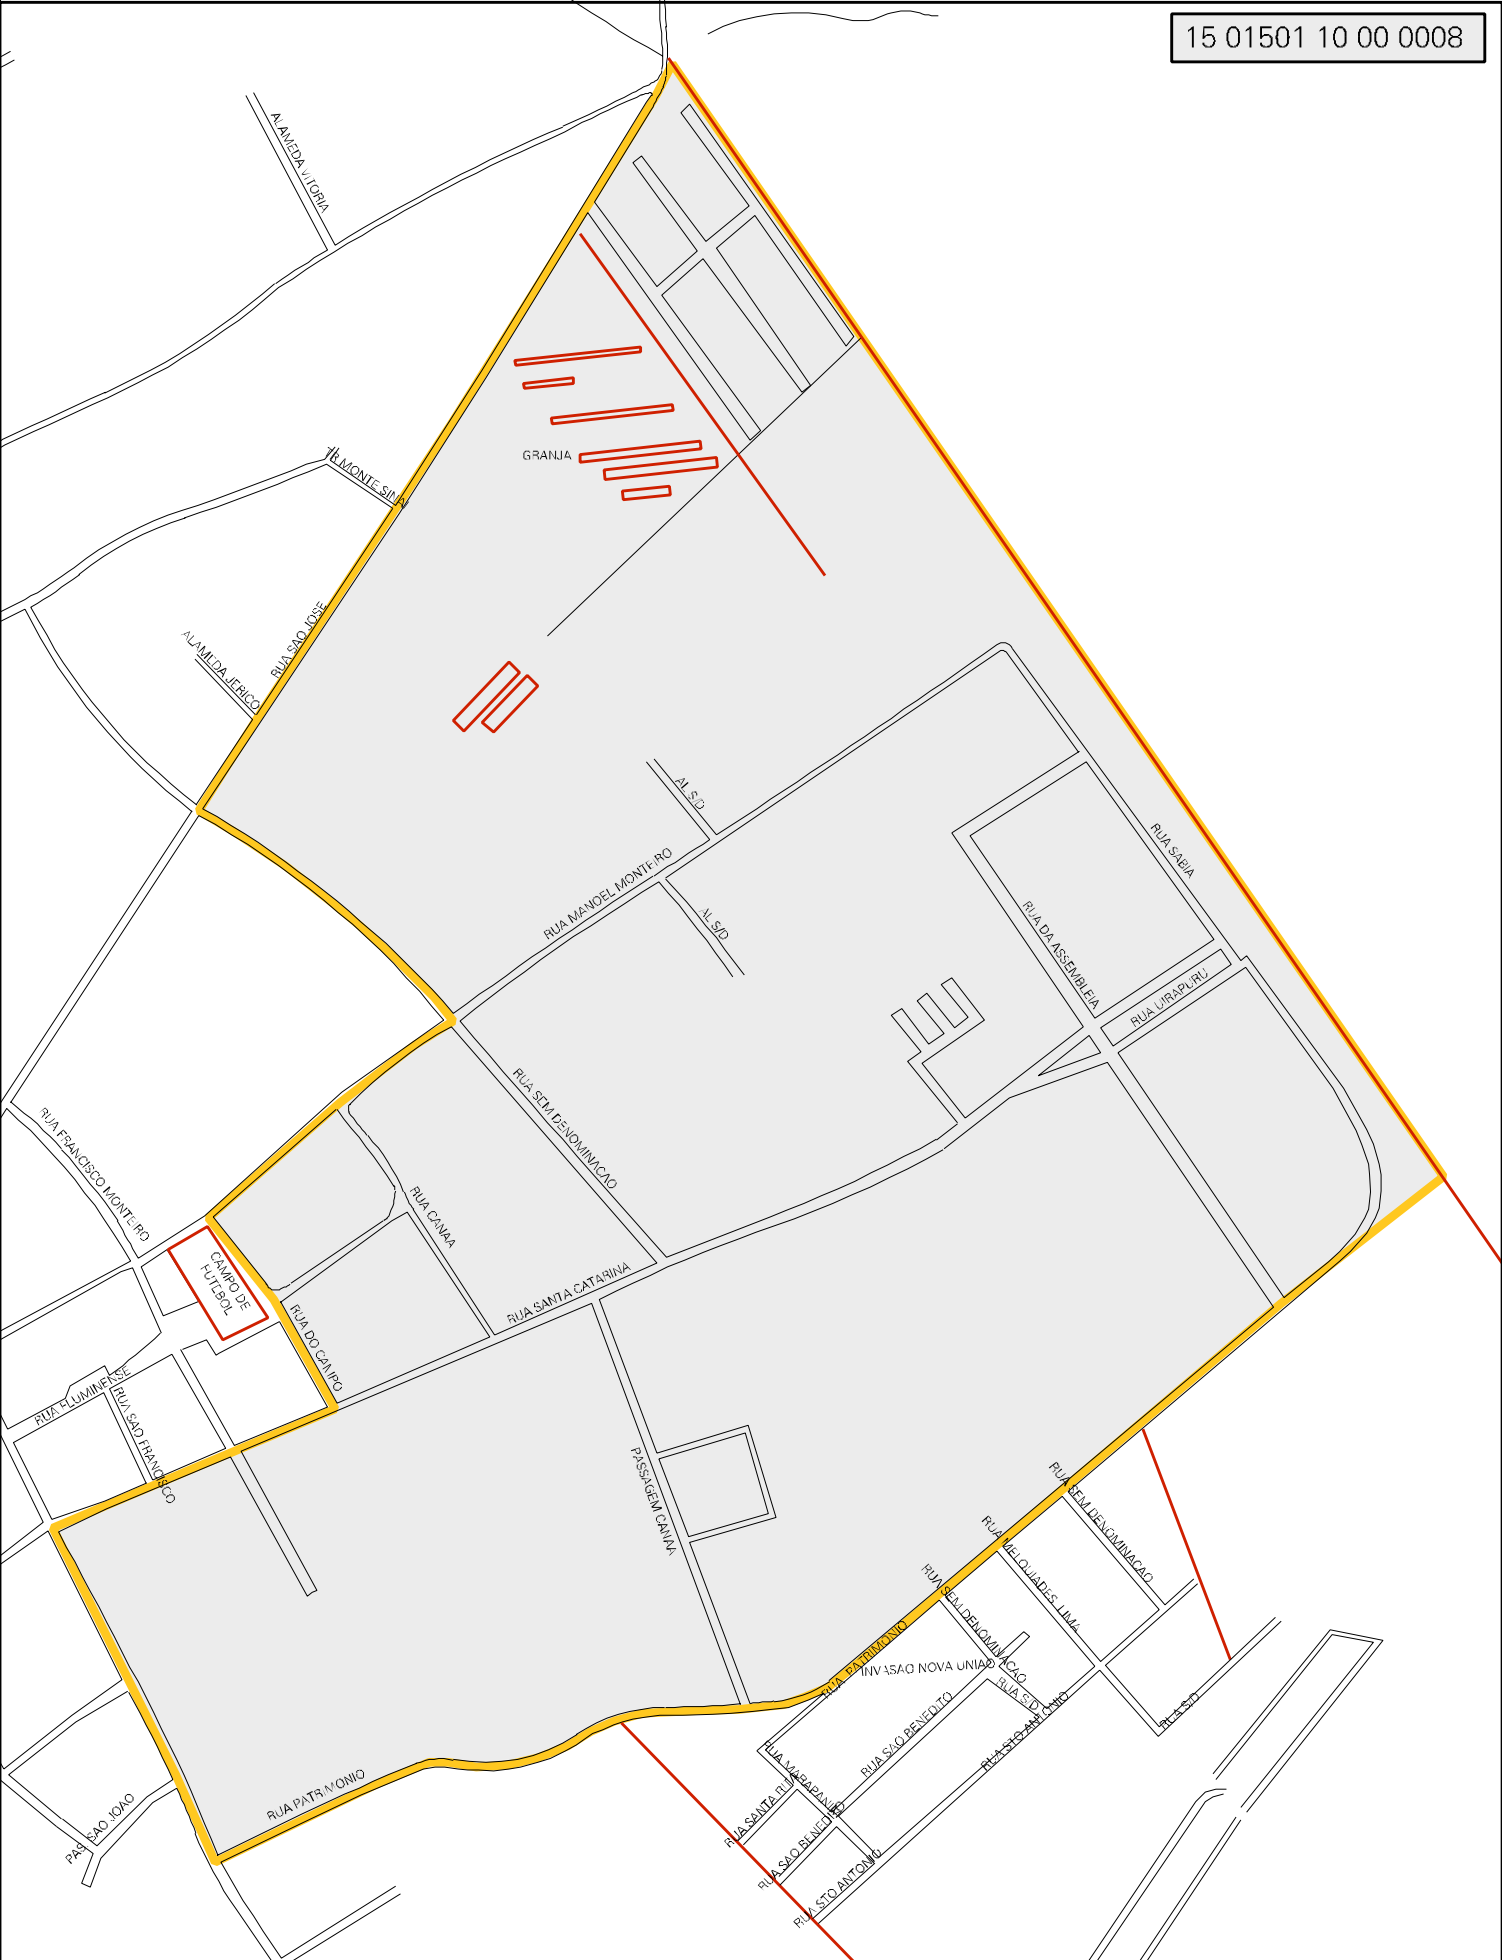 15 01501 10 00 0008
ALAMEDA VITORIA
GRANJA
TR MONTE SINAI
RUA SAO JOSE
ALAMEDA JERICO
AL S/D
RUA MANOEL MONTEIRO
AL S/D
RUA SABIA
RUA DA ASSEMBLEIA
RUA UIRAPURU
RUA SEM DENOMINACAO
RUA FRANCISCO MONTEIRO
RUA CANAA
CAMPO DE
FUTEBOL
RUA SANTA CATARINA
RUA DO CAMPO
RUA FLUMINENSE
RUA SAO FRANCISCO
PASSAGEM CANAA
RUA SEM DENOMINACAO
RUA MELQUIADES LIMA
RUA SEM DENOMINACAO
RUA PATRIMONIO
INVASAO NOVA UNIAO
RUA S/D
RUA SAO BENEDITO
RUA STO ANTONIO
RUA S/D
RUA MARAPANIM
RUA SANTA RITA
RUA SAO BENEDITO
RUA STO ANTONIO
RUA PATRIMONIO
PAS SAO JOAO